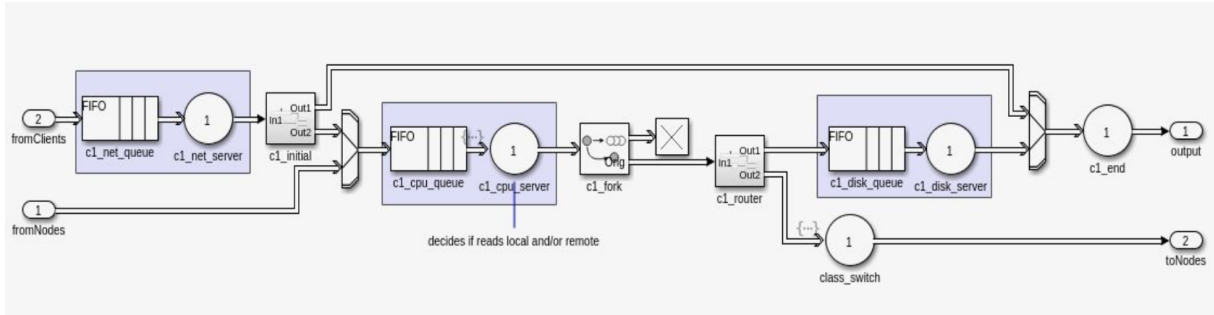 FIFO
2
fromClients
c1_net_queue
1
c1_net_server
In1
Out1
Out2
c1_initial
1
fromNodes
FIFO
{...}
c1_cpu_queue
1
c1_cpu_server
decides if reads local and/or remote
Orig
c1_fork
In1
Out1
Out2
c1_router
FIFO
c1_disk_queue
1
c1_disk_server
{...}
1
class_switch
1
c1_end
1
output
2
toNodes